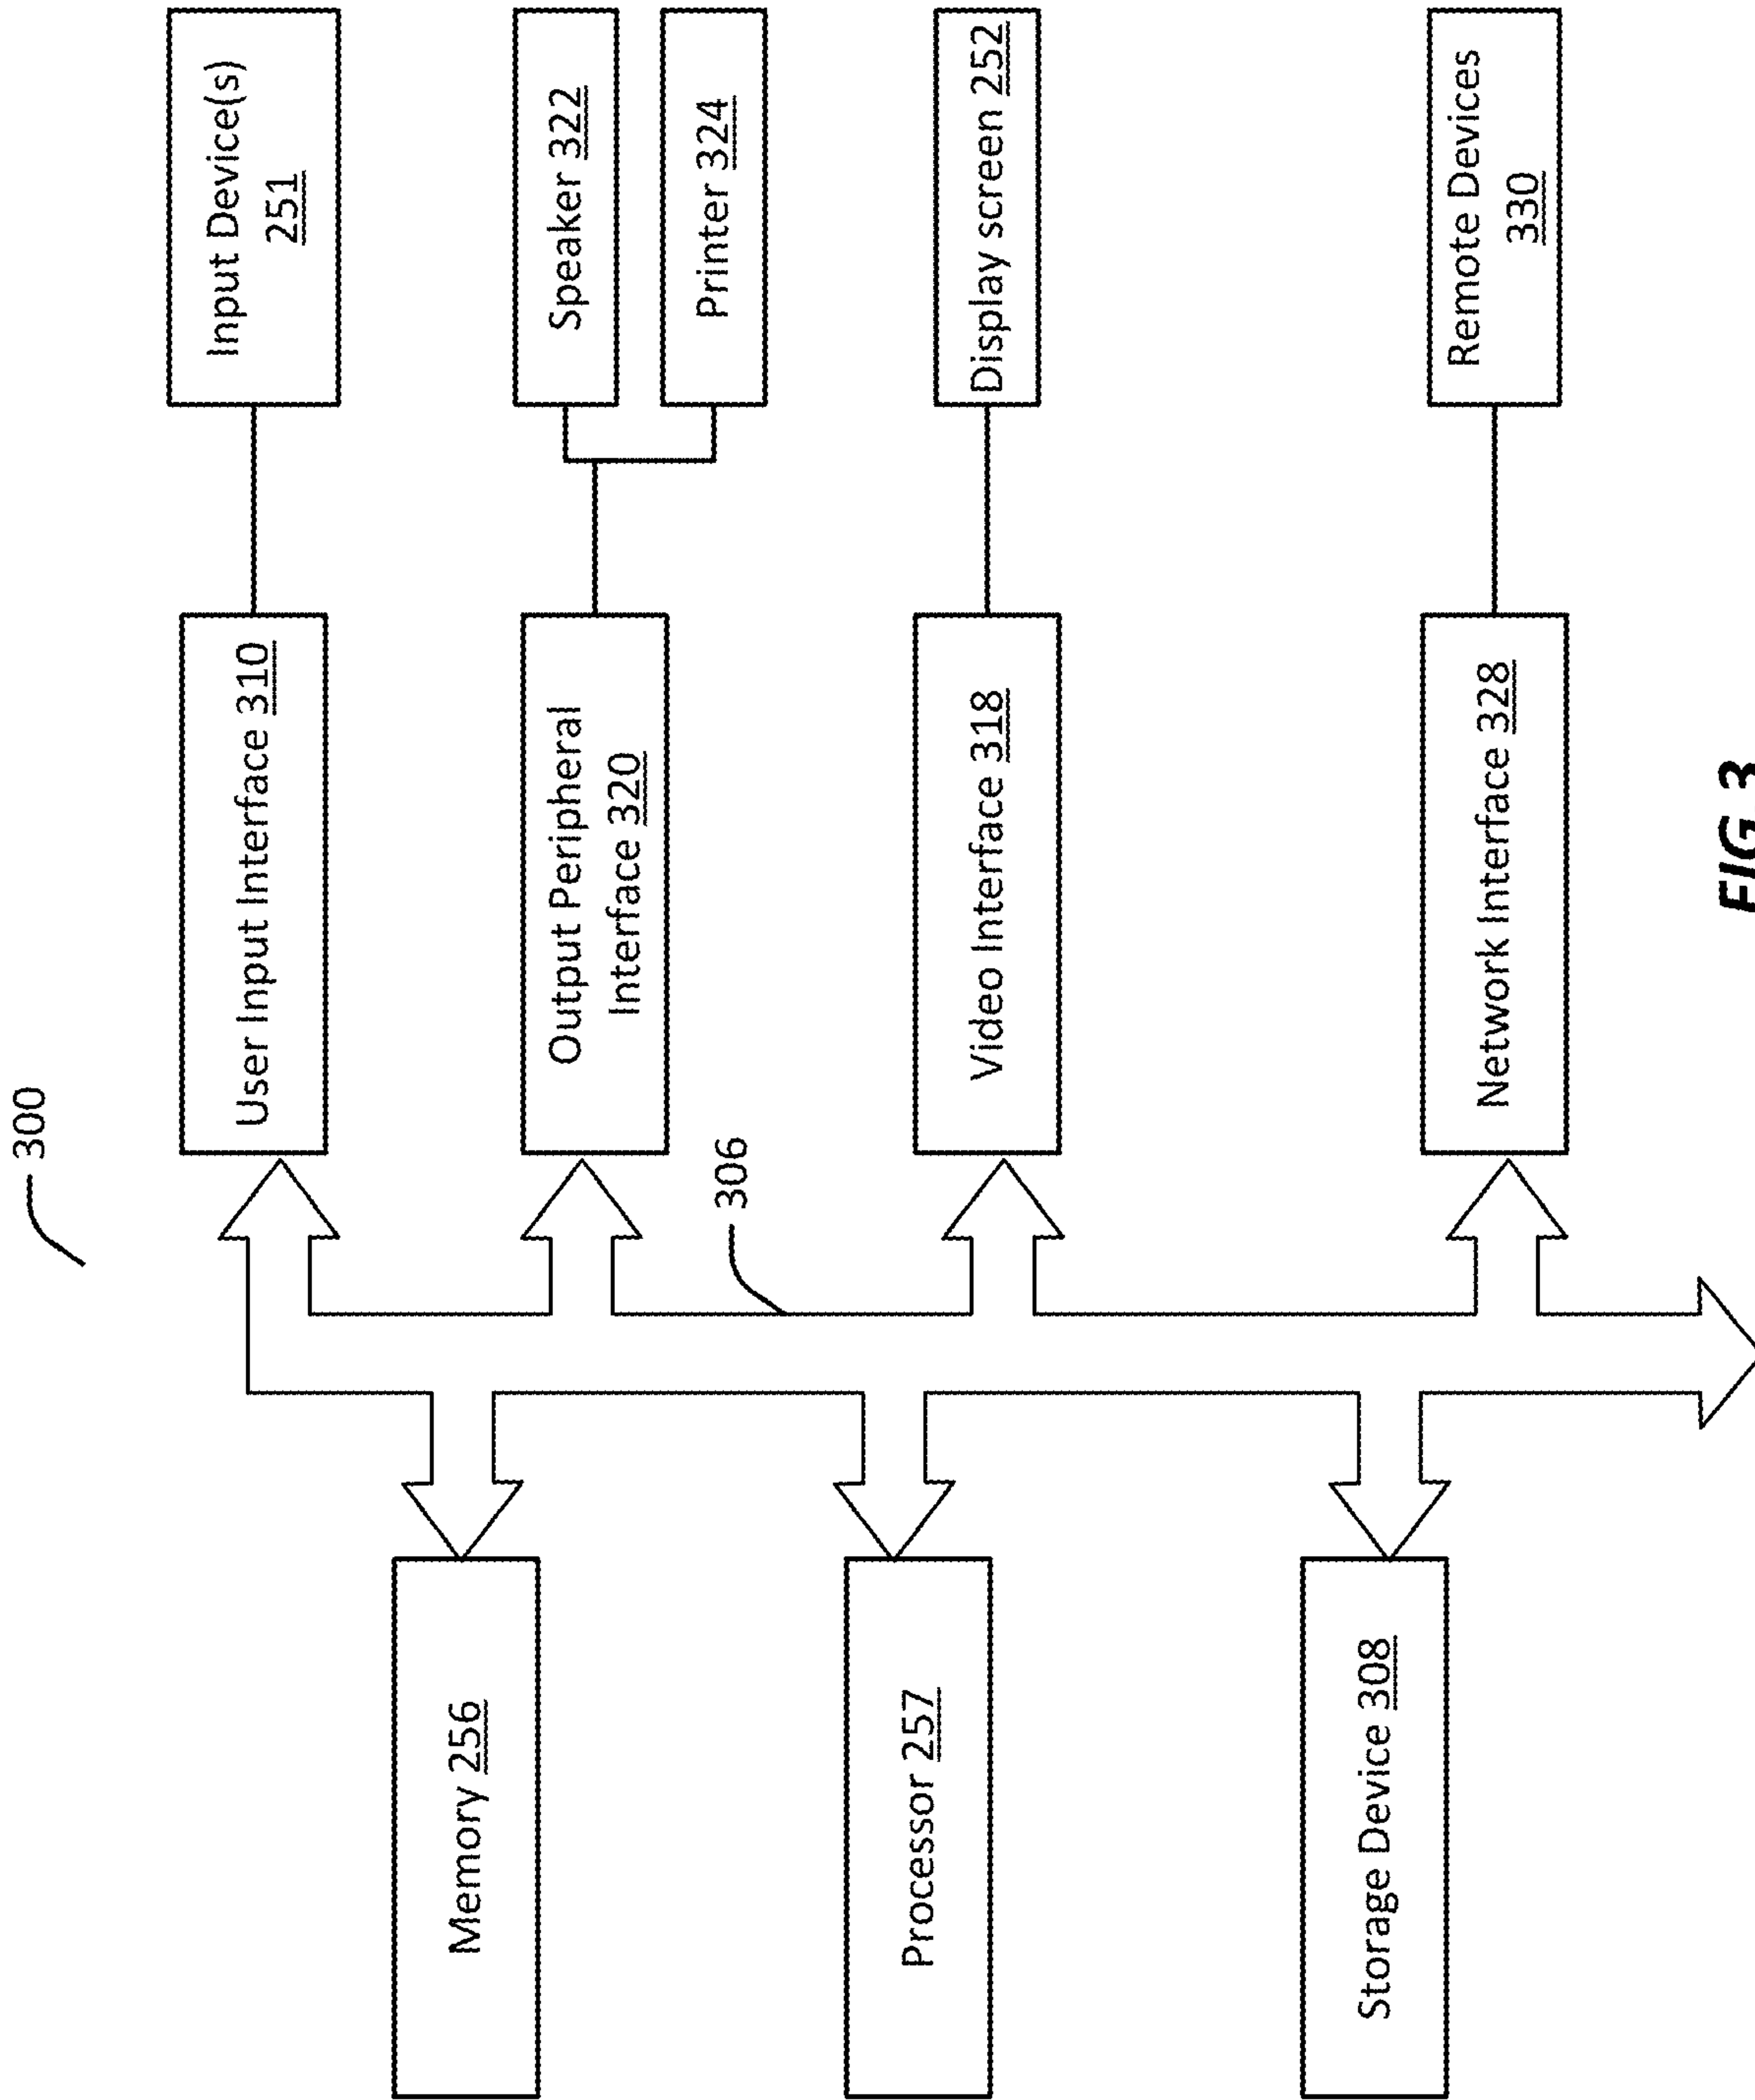 300
Input Device(s)
251
User Input Interface 310
Memory 256
Speaker 322
Output Peripheral
Interface 320
Printer 324
306
Processor 257
Display screen 252
Video Interface 318
Storage Device 308
Remote Devices
330
Network Interface 328
FIG 3